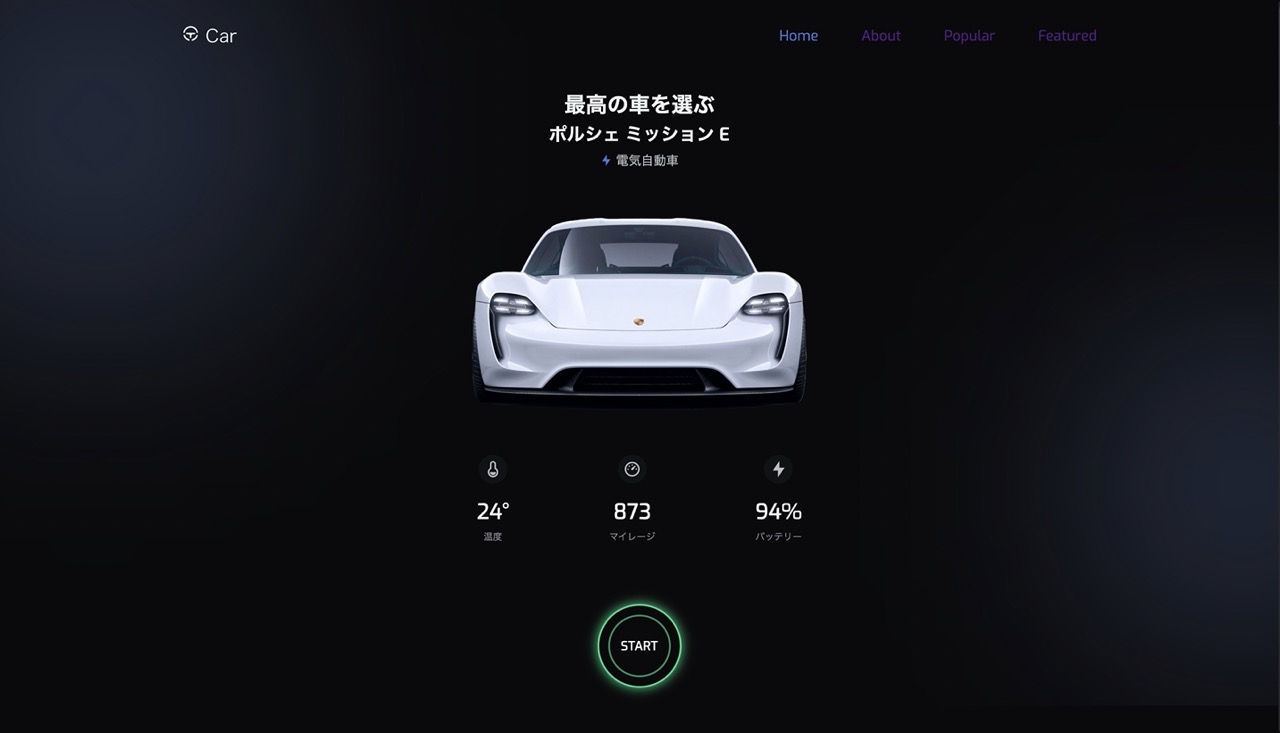 Car
Home About Popular Featured
最高の車を選ぶ
ポルシェ ミッション E
電気自動車
24° 873 94%
温度 マイレージ バッテリー
START